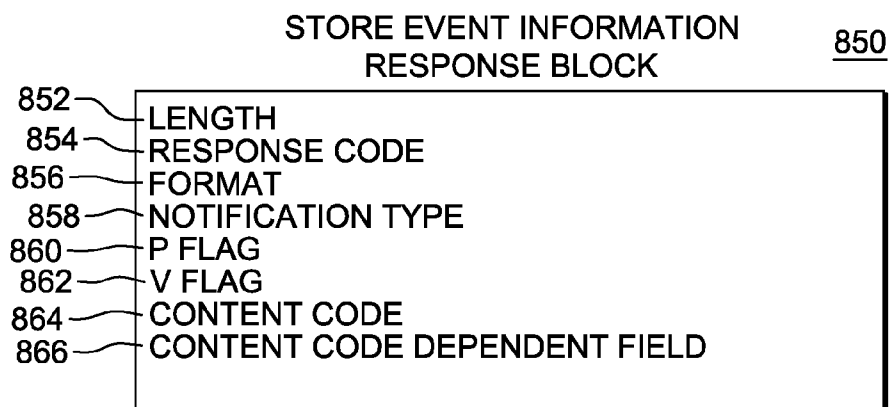 STORE EVENT INFORMATION
RESPONSE BLOCK
850
852 LENGTH
854 RESPONSE CODE
856 FORMAT
858 NOTIFICATION TYPE
860 P FLAG
862 V FLAG
864 CONTENT CODE
866 CONTENT CODE DEPENDENT FIELD